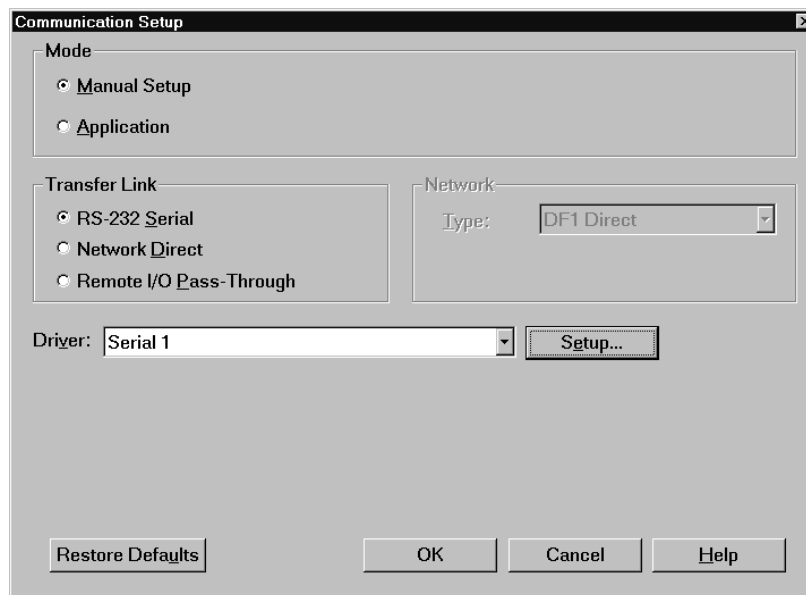 Communication Setup
Mode
Manual Setup
Application
Transfer Link
RS-232 Serial
Network Direct
Remote I/O Pass-Through
Network
Type: DF1 Direct
Driver: Serial 1 Setup...
Restore Defaults OK Cancel Help